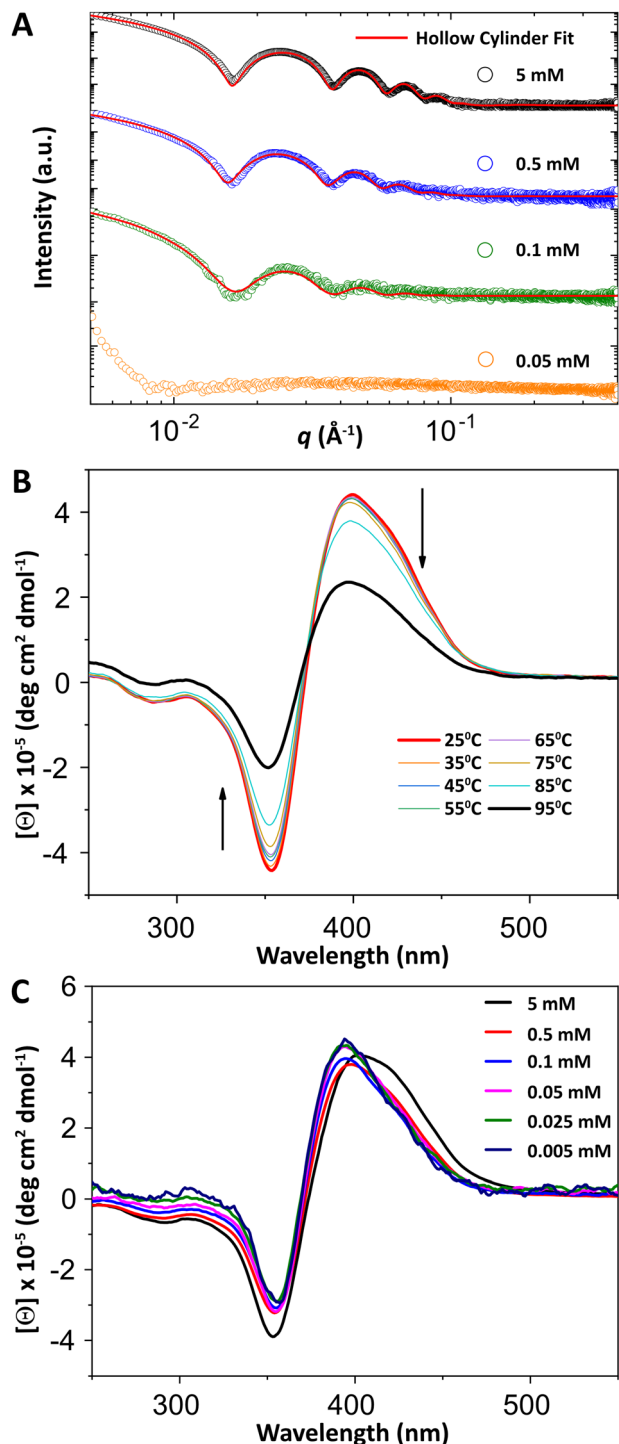 A
Hollow Cylinder Fit
5 mM
0.5 mM
0.1 mM
0.05 mM
Intensity (a.u.)
10⁻² 10⁻¹
q (Å⁻¹)
B
4
2
0
-2
-4
[Θ] x 10⁻⁵ (deg cm² dmol⁻¹)
25⁰C 65⁰C
35⁰C 75⁰C
45⁰C 85⁰C
55⁰C 95⁰C
300 400 500
Wavelength (nm)
C
6
4
2
0
-2
-4
[Θ] x 10⁻⁵ (deg cm² dmol⁻¹)
5 mM
0.5 mM
0.1 mM
0.05 mM
0.025 mM
0.005 mM
300 400 500
Wavelength (nm)